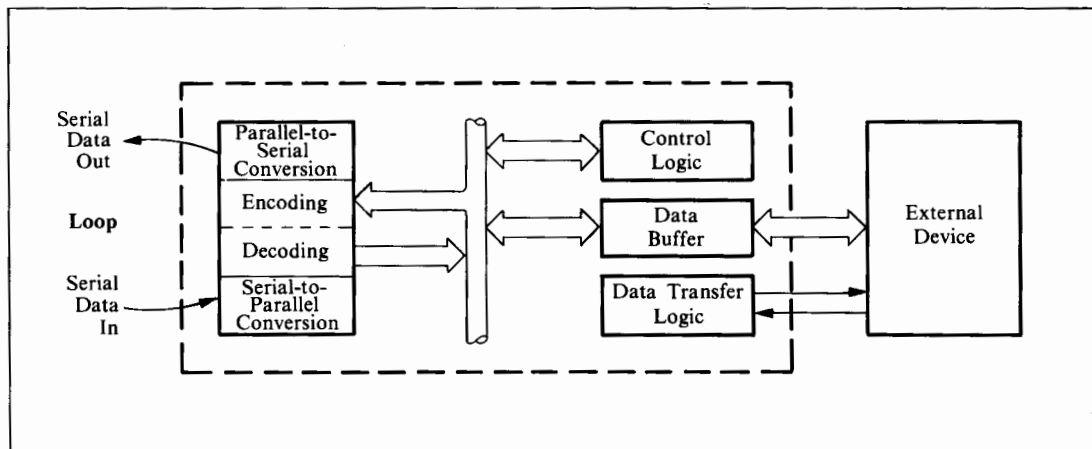 Serial
Data
Out
Loop
Serial
Data
In
Parallel-to-
Serial
Conversion
Encoding
Decoding
Serial-to-
Parallel
Conversion
Control
Logic
Data
Buffer
Data Transfer
Logic
External
Device